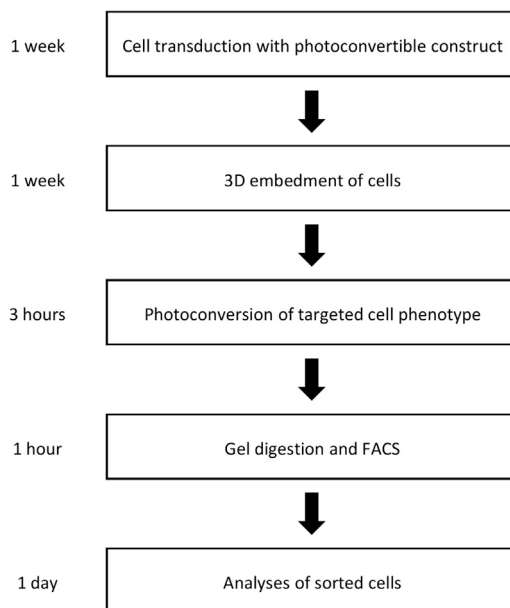 1 week
Cell transduction with photoconvertible construct
1 week
3D embedment of cells
3 hours
Photoconversion of targeted cell phenotype
1 hour
Gel digestion and FACS
1 day
Analyses of sorted cells